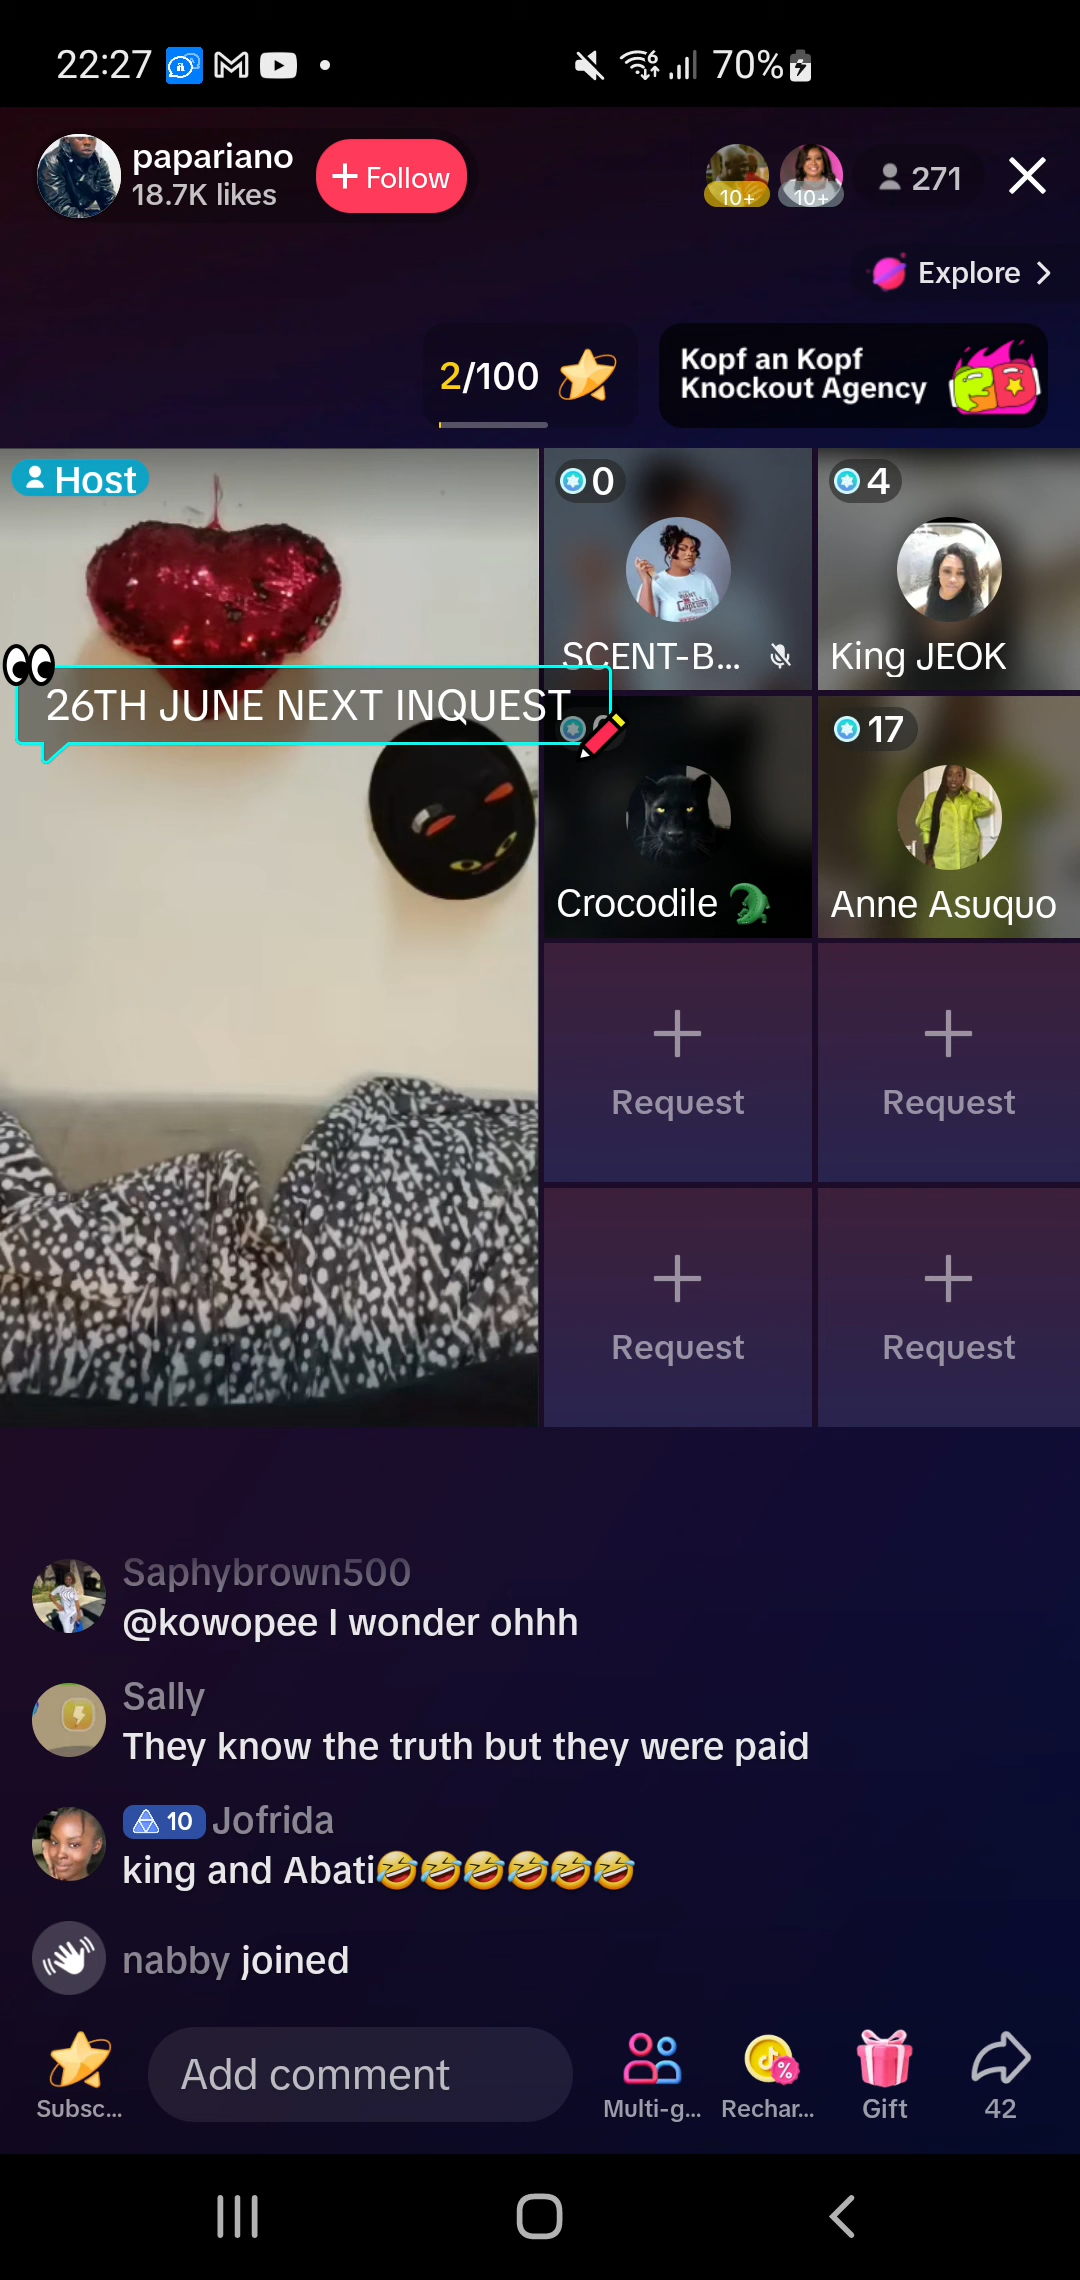 22:27
70%
papariano
18.7K likes
+ Follow
10+
10+
271
Explore
2/100
Kopf an Kopf
Knockout Agency
Host
0
4
SCENT-B...
King JEOK
26TH JUNE NEXT INQUEST
17
Crocodile 🐊
Anne Asuquo
Request
Request
Request
Request
Saphybrown500
@kowopee I wonder ohhh
Sally
They know the truth but they were paid
10 Jofrida
king and Abati🤣🤣🤣🤣🤣🤣
nabby joined
Add comment
Subsc...
Multi-g...
Rechar...
Gift
42